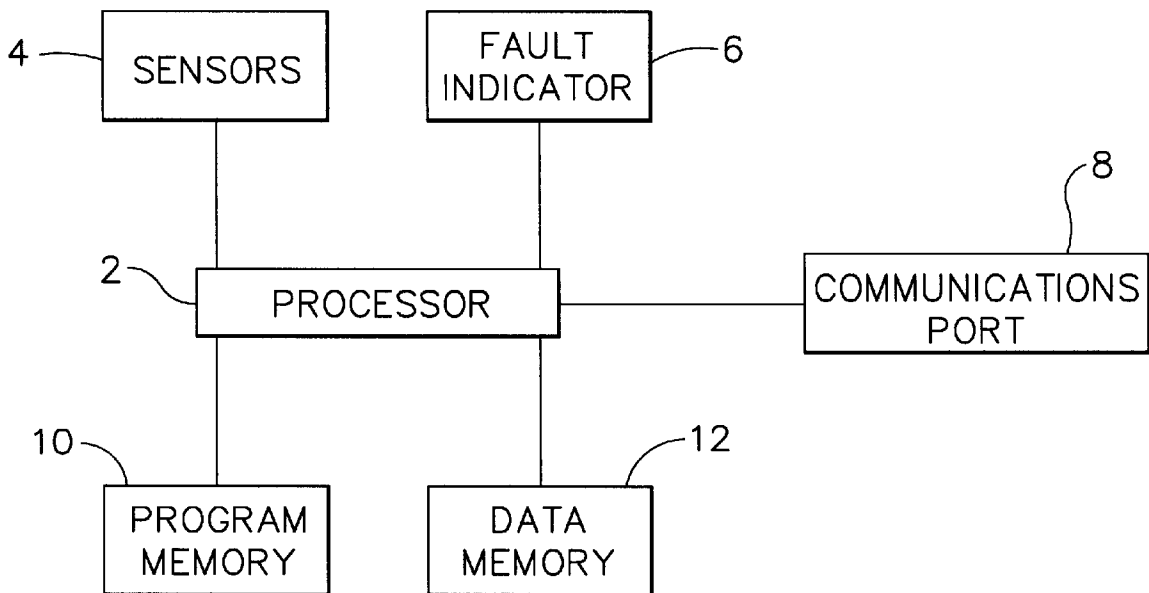 4
SENSORS
FAULT
INDICATOR
6
8
2
PROCESSOR
COMMUNICATIONS
PORT
10
PROGRAM
MEMORY
12
DATA
MEMORY